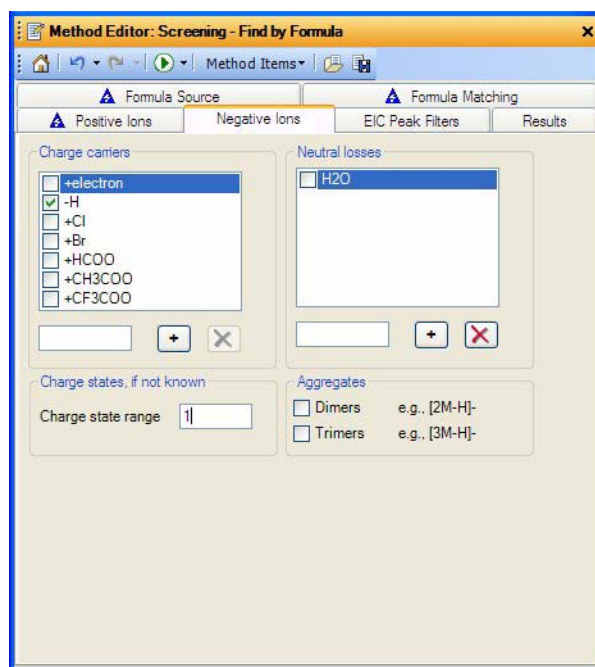 Method Editor: Screening - Find by Formula
Method Items
Formula Source
Formula Matching
Positive Ions
Negative Ions
EIC Peak Filters
Results
Charge carriers
+electron
-H
+Cl
+Br
+HCOO
+CH3COO
+CF3COO
Neutral losses
H2O
Charge states, if not known
Charge state range 1
Aggregates
Dimers e.g., [2M-H]-
Trimers e.g., [3M-H]-